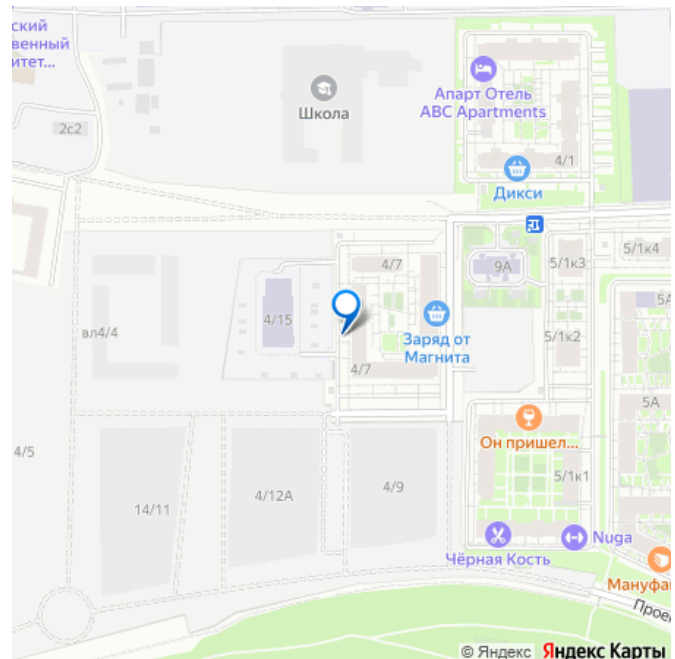 ский
венный
итет...
2с2
Школа
Апарт Отель
ABC Apartments
4/1
Дикси
4/7
9А
5/1к3
5/1к4
5А
4/15
вл4/4
Заряд от
Магнита
5/1к2
4/7
5А
Он пришел...
4/5
4/9
5/1к1
4/12А
14/11
Чёрная Кость
Nuga
Мануфа
Прое
© Яндекс Яндекс Карты